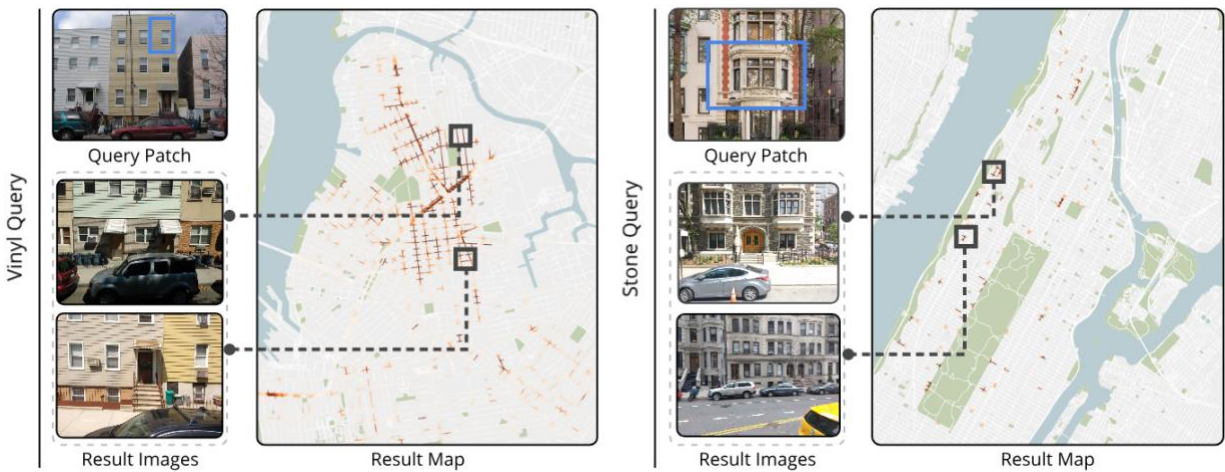 Vinyl Query
Query Patch
Result Images
Result Map
Stone Query
Query Patch
Result Images
Result Map